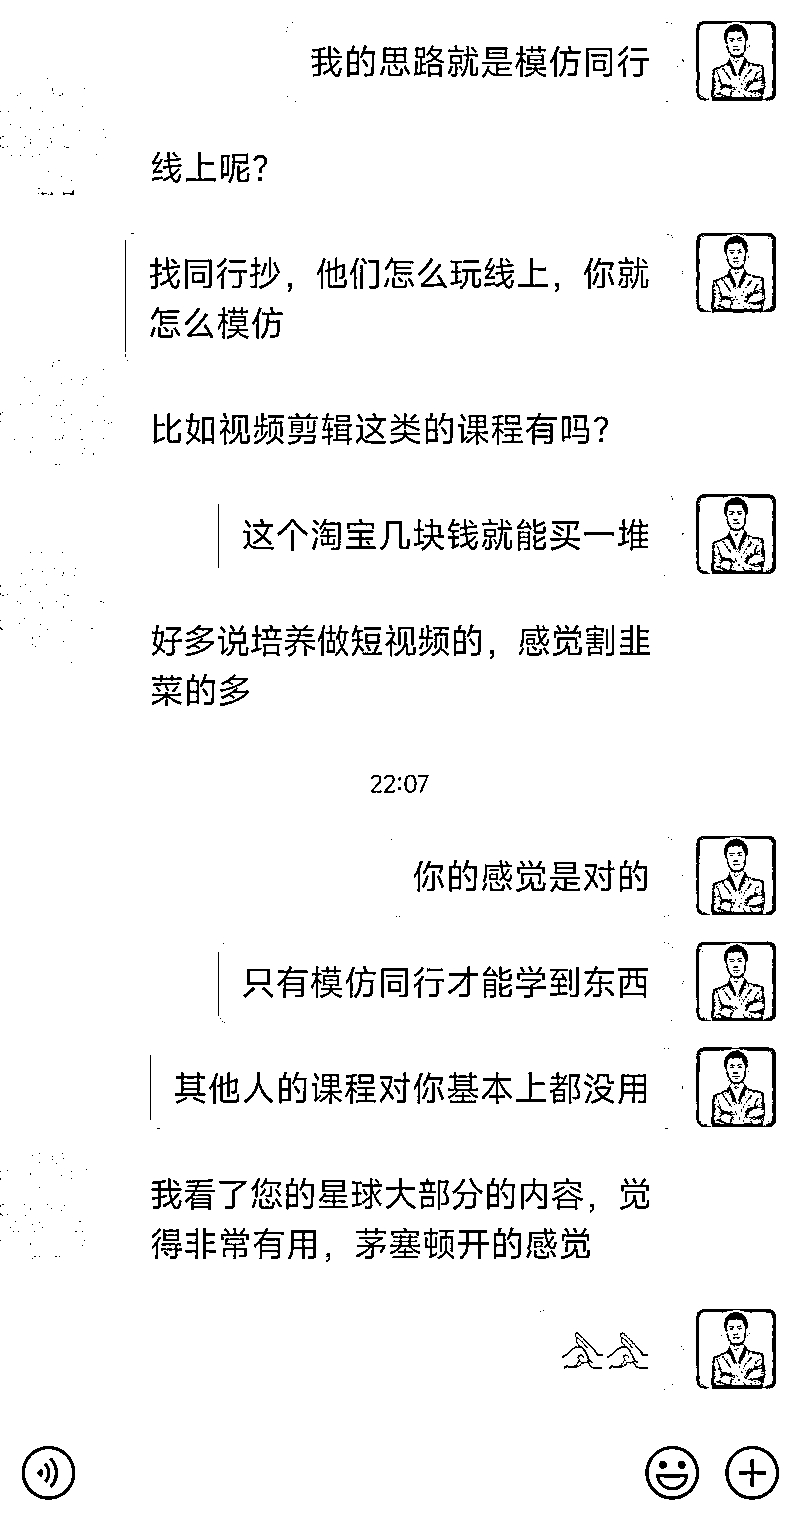 我的思路就是模仿同行
线上呢？
找同行抄，他们怎么玩线上，你就
怎么模仿
比如视频剪辑这类的课程有吗？
这个淘宝几块钱就能买一堆
好多说培养做短视频的，感觉割韭
菜的多
22:07
你的感觉是对的
只有模仿同行才能学到东西
其他人的课程对你基本上都没用
我看了您的星球大部分的内容，觉
得非常有用，茅塞顿开的感觉